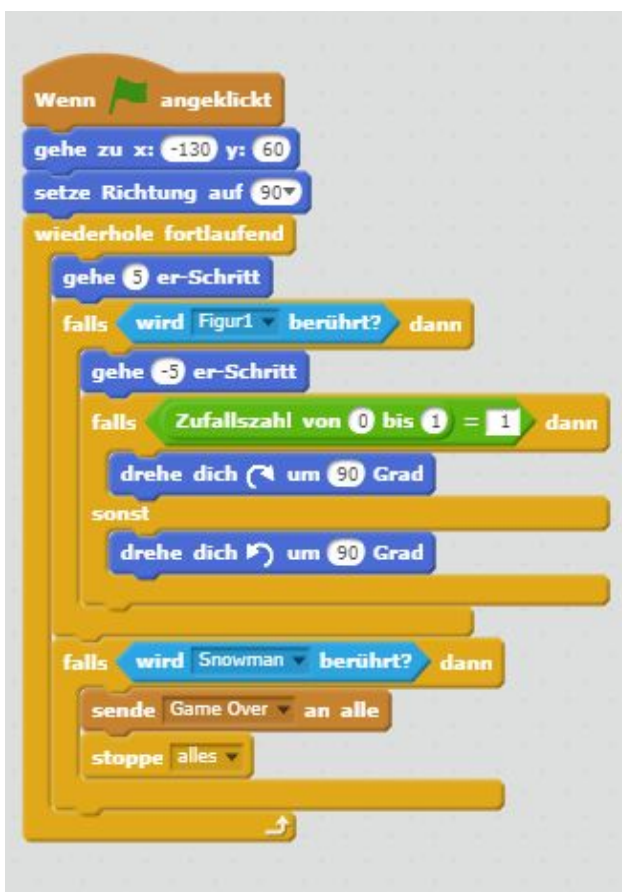 Wenn angeklickt
gehe zu x: -130 y: 60
setze Richtung auf 90
wiederhole fortlaufend
gehe 5 er-Schritt
falls wird Figur1 berührt? dann
gehe -5 er-Schritt
falls Zufallszahl von 0 bis 1 = 1 dann
drehe dich um 90 Grad
sonst
drehe dich um 90 Grad
falls wird Snowman berührt? dann
sende Game Over an alle
stoppe alles